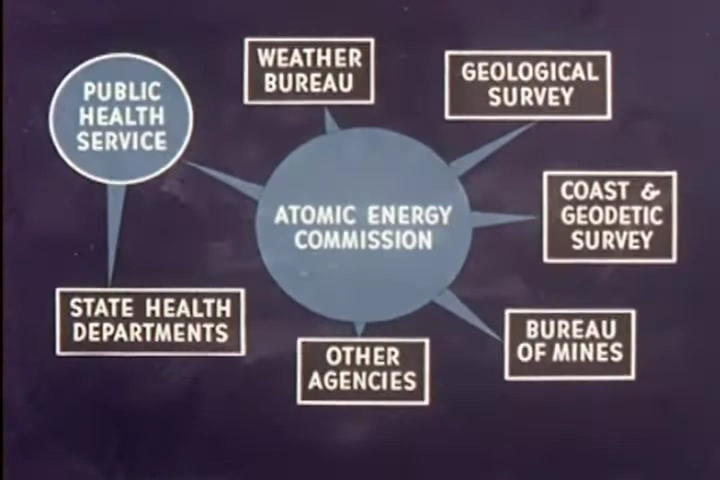 PUBLIC
HEALTH
SERVICE
WEATHER
BUREAU
GEOLOGICAL
SURVEY
ATOMIC ENERGY
COMMISSION
COAST &
GEODETIC
SURVEY
STATE HEALTH
DEPARTMENTS
OTHER
AGENCIES
BUREAU
OF MINES